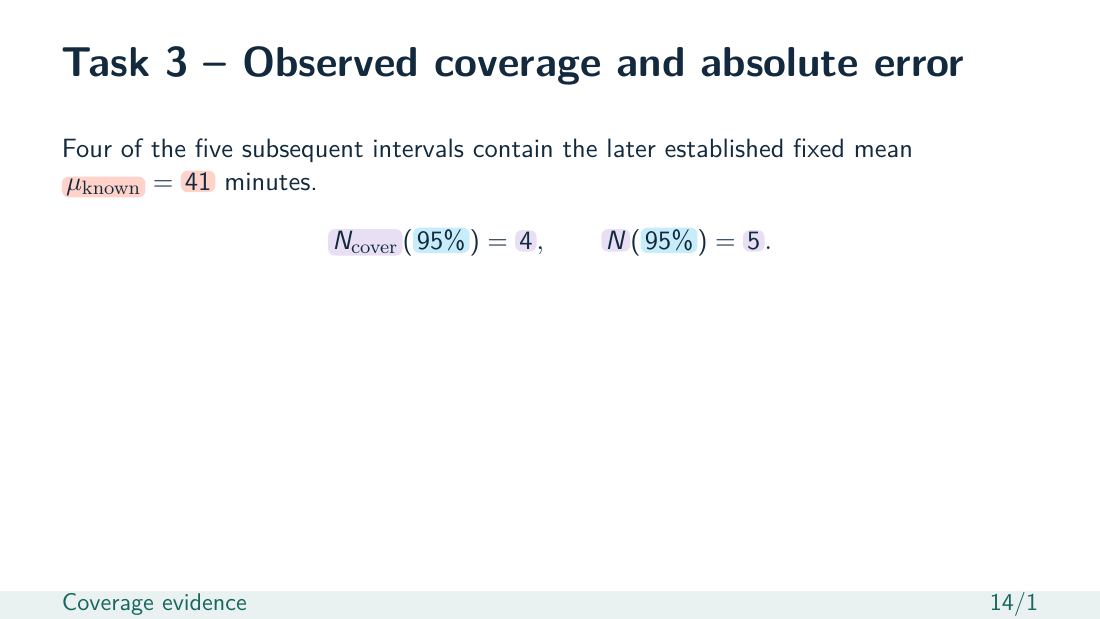 Task 3 – Observed coverage and absolute error
Four of the five subsequent intervals contain the later established fixed mean
μknown = 41 minutes.
Ncover(95%) = 4, N(95%) = 5.
Coverage evidence 14/1